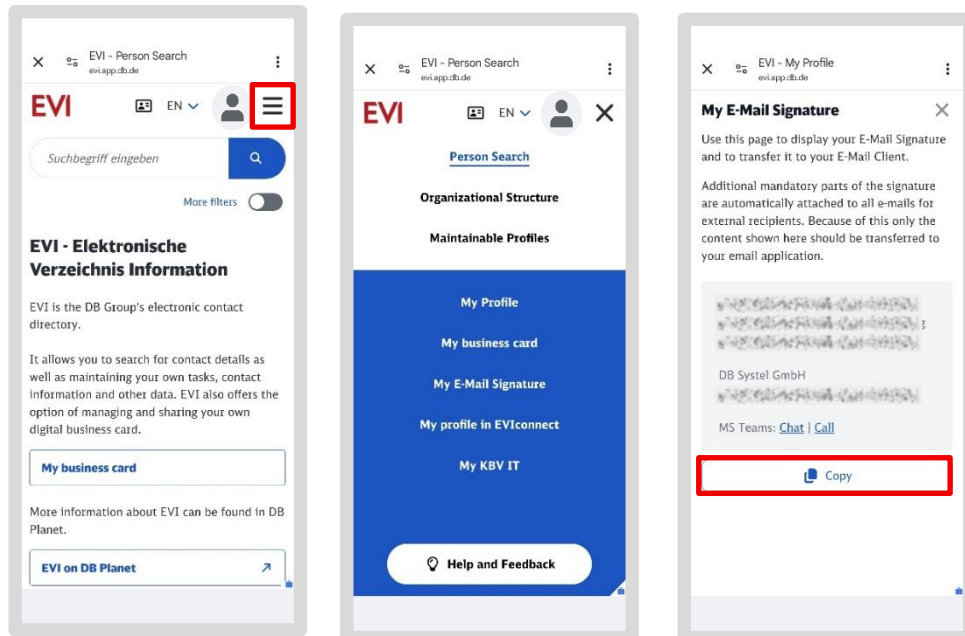 EVI - Person Search
evi.app.db.de
EVI
EN
Suchbegriff eingeben
More filters
EVI - Elektronische
Verzeichnis Information
EVI is the DB Group's electronic contact
directory.
It allows you to search for contact details as
well as maintaining your own tasks, contact
information and other data. EVI also offers the
option of managing and sharing your own
digital business card.
My business card
More information about EVI can be found in DB
Planet.
EVI on DB Planet
EVI - Person Search
evi.app.db.de
EVI
EN
Person Search
Organizational Structure
Maintainable Profiles
My Profile
My business card
My E-Mail Signature
My profile in EVIconnect
My KBV IT
Help and Feedback
EVI - My Profile
evi.app.db.de
My E-Mail Signature
Use this page to display your E-Mail Signature
and to transfer it to your E-Mail Client.
Additional mandatory parts of the signature
are automatically attached to all e-mails for
external recipients. Because of this only the
content shown here should be transferred to
your email application.
DB Systel GmbH
MS Teams: Chat | Call
Copy